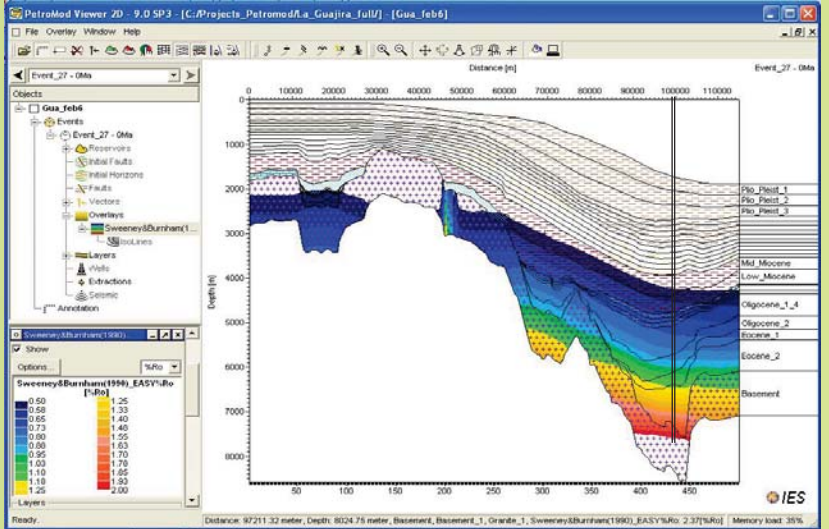 PetroMod Viewer 2D - 9.0 SP3 - [C:/Projects_Petromod/La_Guajira_full/] - [Gua_feb6]
File Overlay Window Help
Event_27 - 0Ma
Objects
Gua_feb6
Events
Event_27 - 0Ma
Reservoirs
Initial Faults
Initial Horizons
Faults
Vectors
Overlays
Sweeney&Burnham(1...
IsoLines
Layers
Wells
Extractions
Seismic
Annotation
Sweeney&Burnham(1990)...
Show
Options... %Ro
Sweeney&Burnham(1990)_EASY%Ro
[%Ro]
0.50 1.25
0.58 1.33
0.65 1.40
0.73 1.48
0.80 1.55
0.88 1.63
0.95 1.70
1.03 1.78
1.10 1.85
1.18 1.93
1.25 2.00
Layers
Distance [m]
Event_27 - 0Ma
0 10000 20000 30000 40000 50000 60000 70000 80000 90000 100000 110000
Depth [m]
0
1000
2000
3000
4000
5000
6000
7000
8000
Plio_Pleist_1
Plio_Pleist_2
Plio_Pleist_3
Mid_Miocene
Low_Miocene
Oligocene_1_4
Oligocene_2
Eocene_1
Eocene_2
Basement
50 100 150 200 250 300 350 400 450
IES
Ready.
Distance: 97211.32 meter, Depth: 8024.75 meter, Basement, Basement_1, Granite_1, Sweeney&Burnham(1990)_EASY%Ro: 2.37[%Ro]
Memory load: 35%